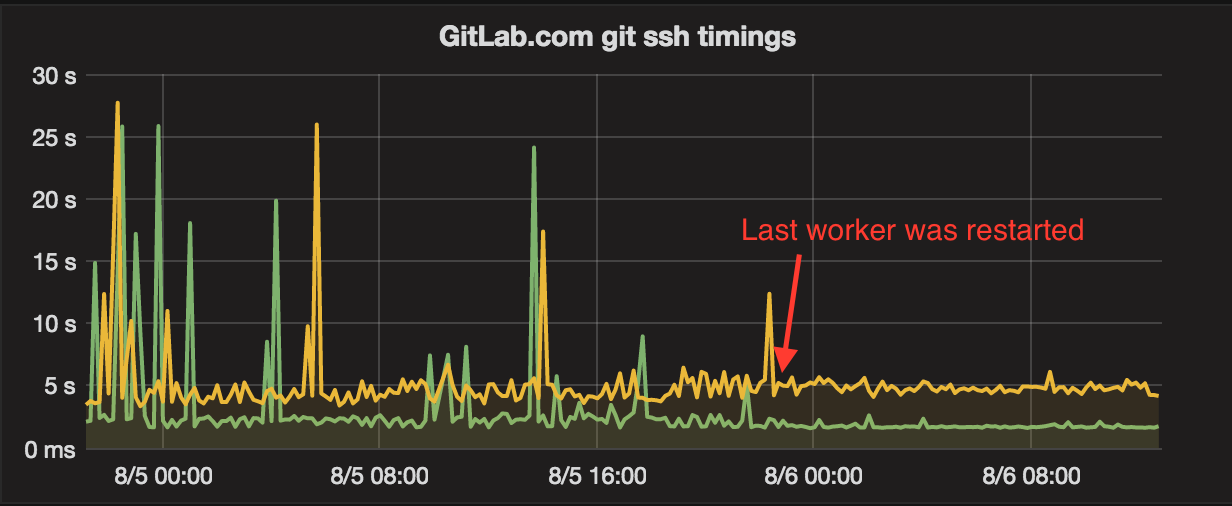 GitLab.com git ssh timings
30 s
25 s
20 s
15 s
Last worker was restarted
10 s
5 s
0 ms
8/5 00:00 8/5 08:00 8/5 16:00 8/6 00:00 8/6 08:00